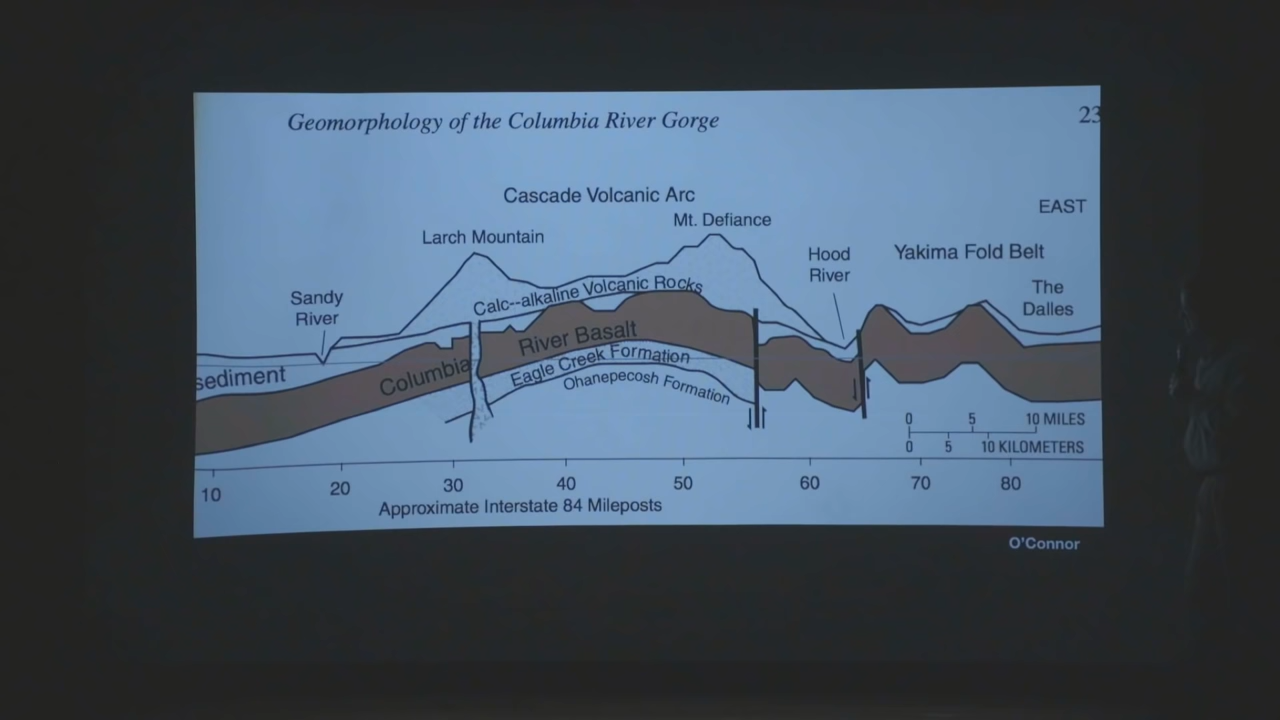 Geomorphology of the Columbia River Gorge
23
Cascade Volcanic Arc
Mt. Defiance
EAST
Larch Mountain
Hood
River
Yakima Fold Belt
The
Dalles
Sandy
River
Calc--alkaline Volcanic Rocks
Columbia River Basalt
Eagle Creek Formation
Ohanepecosh Formation
sediment
0 5 10 MILES
0 5 10 KILOMETERS
10 20 30 40 50 60 70 80
Approximate Interstate 84 Mileposts
O'Connor